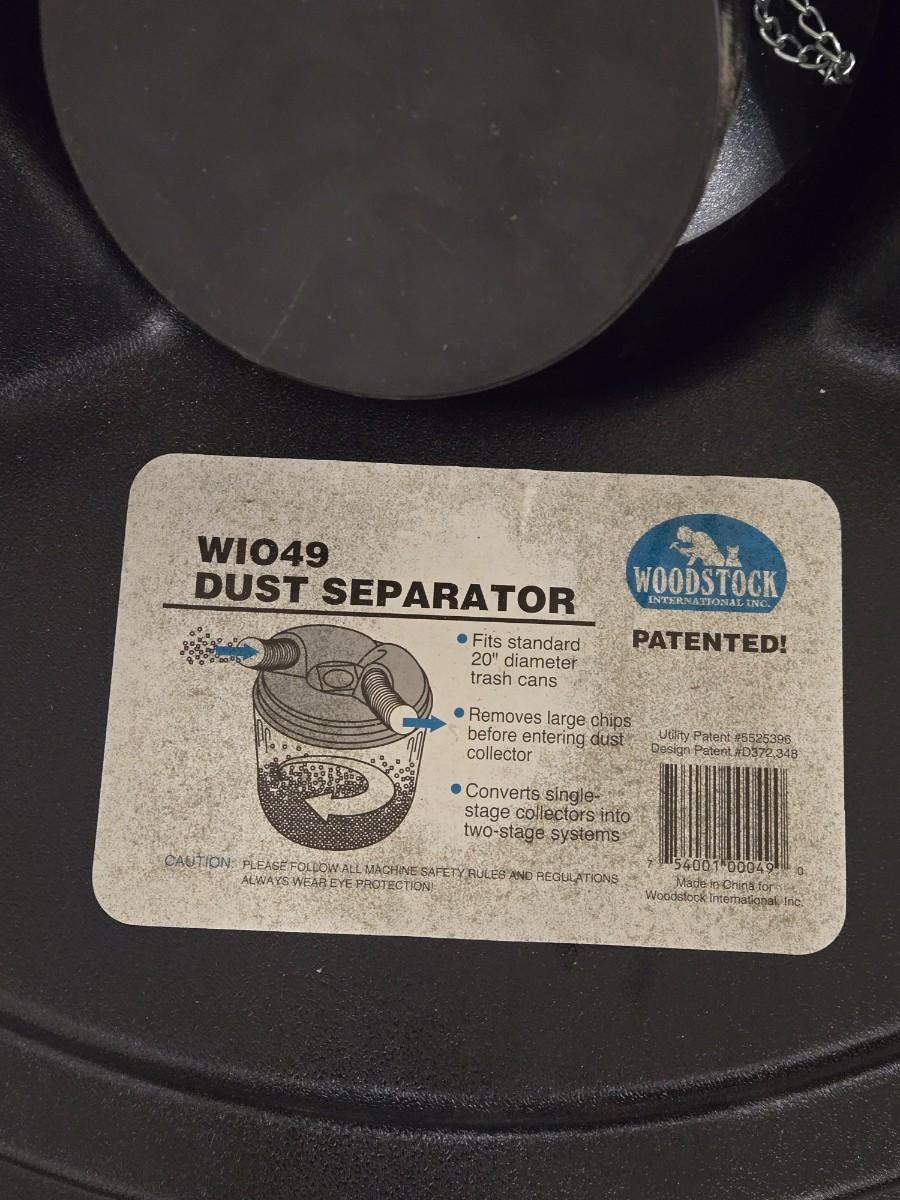 WIO49
DUST SEPARATOR
WOODSTOCK
INTERNATIONAL INC.
PATENTED!
• Fits standard
20" diameter
trash cans
• Removes large chips
before entering dust
collector
• Converts single-
stage collectors into
two-stage systems
Utility Patent #5525396
Design Patent #D372,348
7 54001 00049 0
Made in China for
Woodstock International, Inc.
CAUTION: PLEASE FOLLOW ALL MACHINE SAFETY RULES AND REGULATIONS
ALWAYS WEAR EYE PROTECTION!